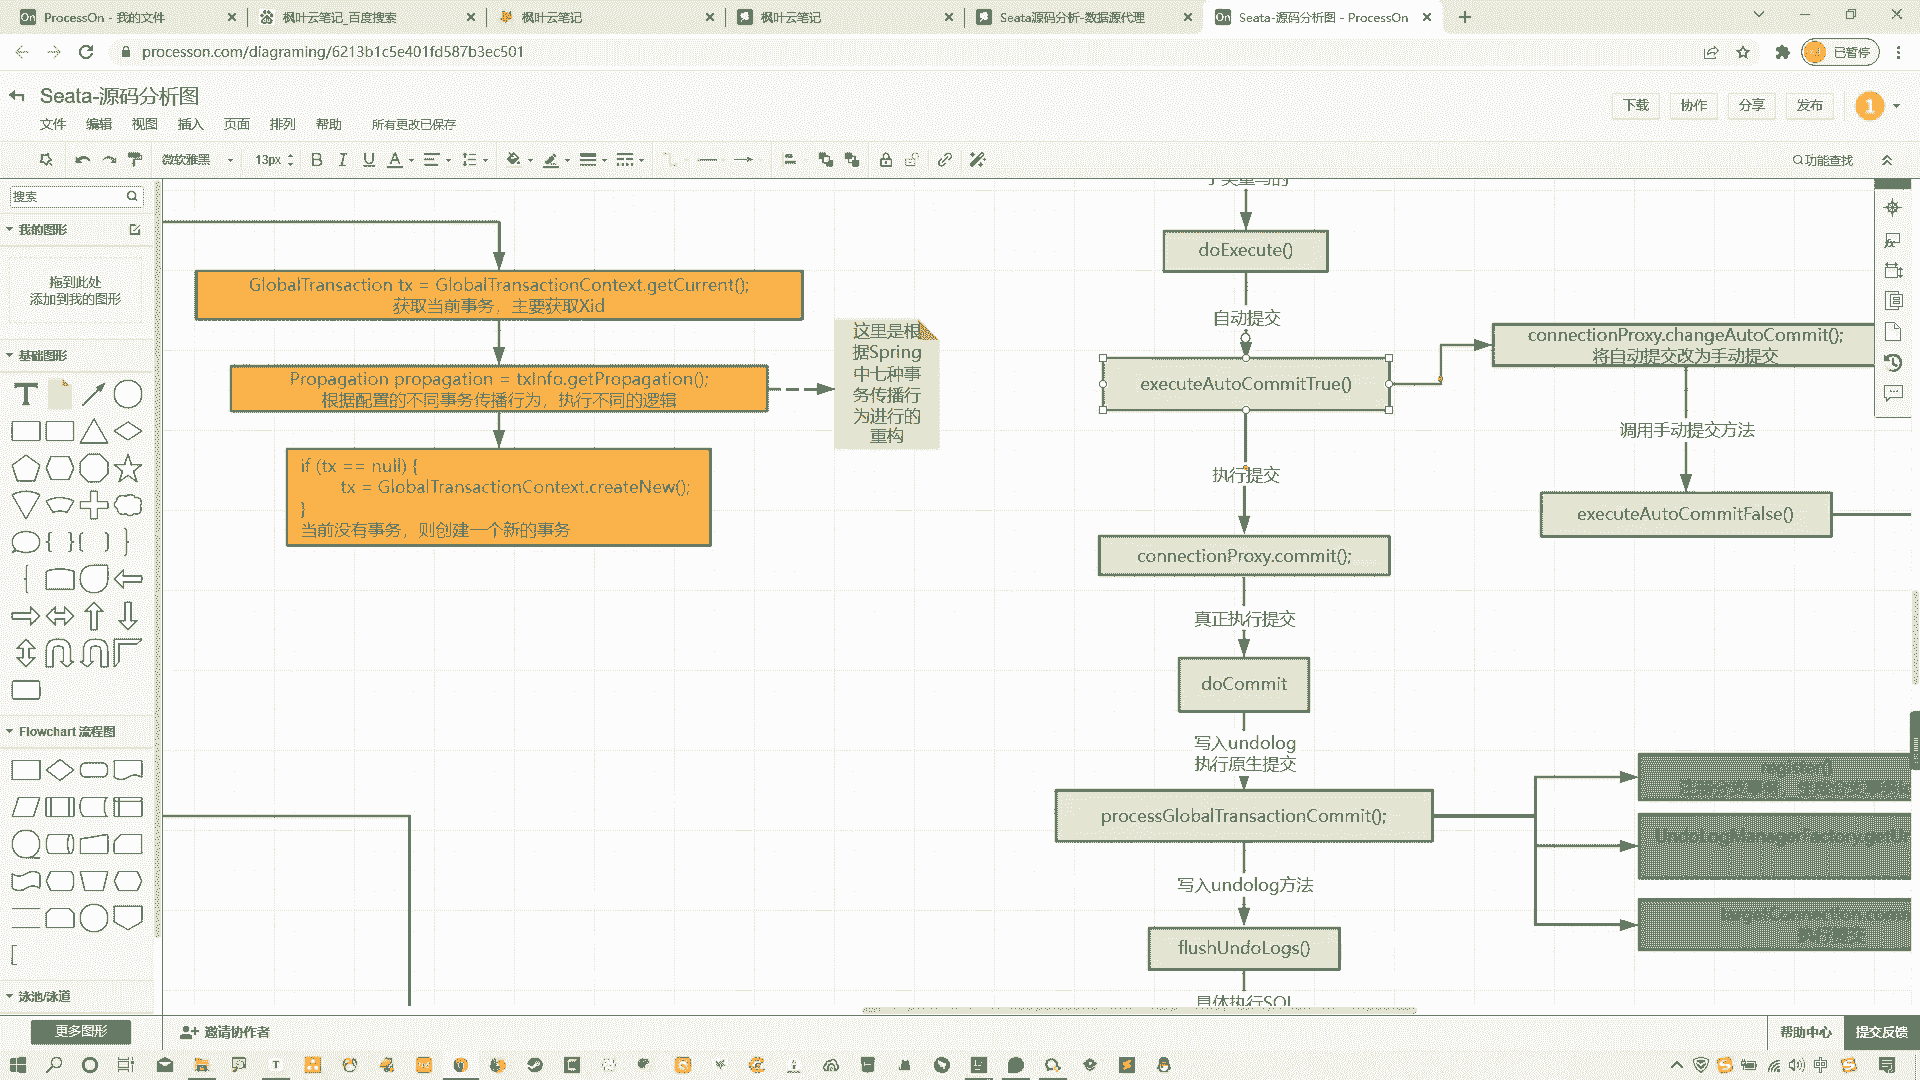 ProcessOn - 我的文件
枫叶云笔记_百度搜索
枫叶云笔记
枫叶云笔记
Seata源码分析-数据源代理
Seata-源码分析图 - ProcessOn
processon.com/diagraming/6213b1c5e401fd587b3ec501
已暂停
Seata-源码分析图
下载
协作
分享
发布
1
文件
编辑
视图
插入
页面
排列
帮助
所有更改已保存
微软雅黑
13px
功能查找
搜索
我的图形
拖到此处
添加到我的图形
基础图形
Flowchart 流程图
泳池/泳道
更多图形
GlobalTransaction tx = GlobalTransactionContext.getCurrent();
获取当前事务，主要获取Xid
Propagation propagation = txInfo.getPropagation();
根据配置的不同事务传播行为，执行不同的逻辑
这里是根
据Spring
中七种事
务传播行
为进行的
重构
if (tx == null) {
tx = GlobalTransactionContext.createNew();
}
当前没有事务，则创建一个新的事务
子类重写的
doExecute()
自动提交
executeAutoCommitTrue()
执行提交
connectionProxy.commit();
真正执行提交
doCommit
写入undolog
执行原生提交
processGlobalTransactionCommit();
写入undolog方法
flushUndoLogs()
具体执行SQL
connectionProxy.changeAutoCommit();
将自动提交改为手动提交
调用手动提交方法
executeAutoCommitFalse()
register()
UndoLogManagerFactory.getUn
邀请协作者
帮助中心
提交反馈
中